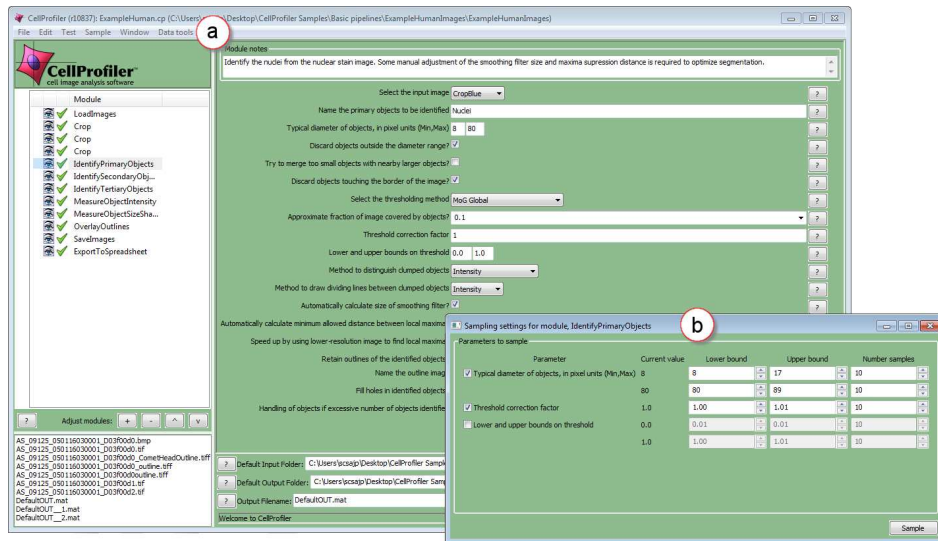 CellProfiler (r10837): ExampleHuman.cp (C:\Users\ \Desktop\CellProfiler Samples\Basic pipelines\ExampleHumanImages\ExampleHumanImages)
File Edit Test Sample Window Data tools
a
CellProfiler
cell image analysis software
Module
LoadImages
Crop
Crop
Crop
IdentifyPrimaryObjects
IdentifySecondaryObj...
IdentifyTertiaryObjects
MeasureObjectIntensity
MeasureObjectSizeSha...
OverlayOutlines
SaveImages
ExportToSpreadsheet
? Adjust modules: + - ^ v
AS_09125_050116030001_D03f00d0.bmp
AS_09125_050116030001_D03f00d0.tif
AS_09125_050116030001_D03f00d0_CometHeadOutline.tiff
AS_09125_050116030001_D03f00d0_outline.tiff
AS_09125_050116030001_D03f00d0outline.tiff
AS_09125_050116030001_D03f00d1.tif
AS_09125_050116030001_D03f00d2.tif
DefaultOUT.mat
DefaultOUT__1.mat
DefaultOUT__2.mat
Module notes
Identify the nuclei from the nuclear stain image. Some manual adjustment of the smoothing filter size and maxima supression distance is required to optimize segmentation.
Select the input image CropBlue ?
Name the primary objects to be identified Nuclei ?
Typical diameter of objects, in pixel units (Min,Max) 8 80 ?
Discard objects outside the diameter range? ?
Try to merge too small objects with nearby larger objects? ?
Discard objects touching the border of the image? ?
Select the thresholding method MoG Global ?
Approximate fraction of image covered by objects? 0.1 ?
Threshold correction factor 1 ?
Lower and upper bounds on threshold 0.0 1.0 ?
Method to distinguish clumped objects Intensity ?
Method to draw dividing lines between clumped objects Intensity ?
Automatically calculate size of smoothing filter? ?
Automatically calculate minimum allowed distance between local maxima
Speed up by using lower-resolution image to find local maxima
Retain outlines of the identified objects
Name the outline imag
Fill holes in identified objects
Handling of objects if excessive number of objects identifie
? Default Input Folder: C:\Users\scsajp\Desktop\CellProfiler Sampl
? Default Output Folder: C:\Users\scsajp\Desktop\CellProfiler Sam
? Output Filename: DefaultOUT.mat
Welcome to CellProfiler
b
Sampling settings for module, IdentifyPrimaryObjects
Parameters to sample
Parameter Current value Lower bound Upper bound Number samples
Typical diameter of objects, in pixel units (Min,Max) 8 8 17 10
80 80 89 10
Threshold correction factor 1.0 1.00 1.01 10
Lower and upper bounds on threshold 0.0 0.01 0.01 10
1.0 1.00 1.01 10
Sample